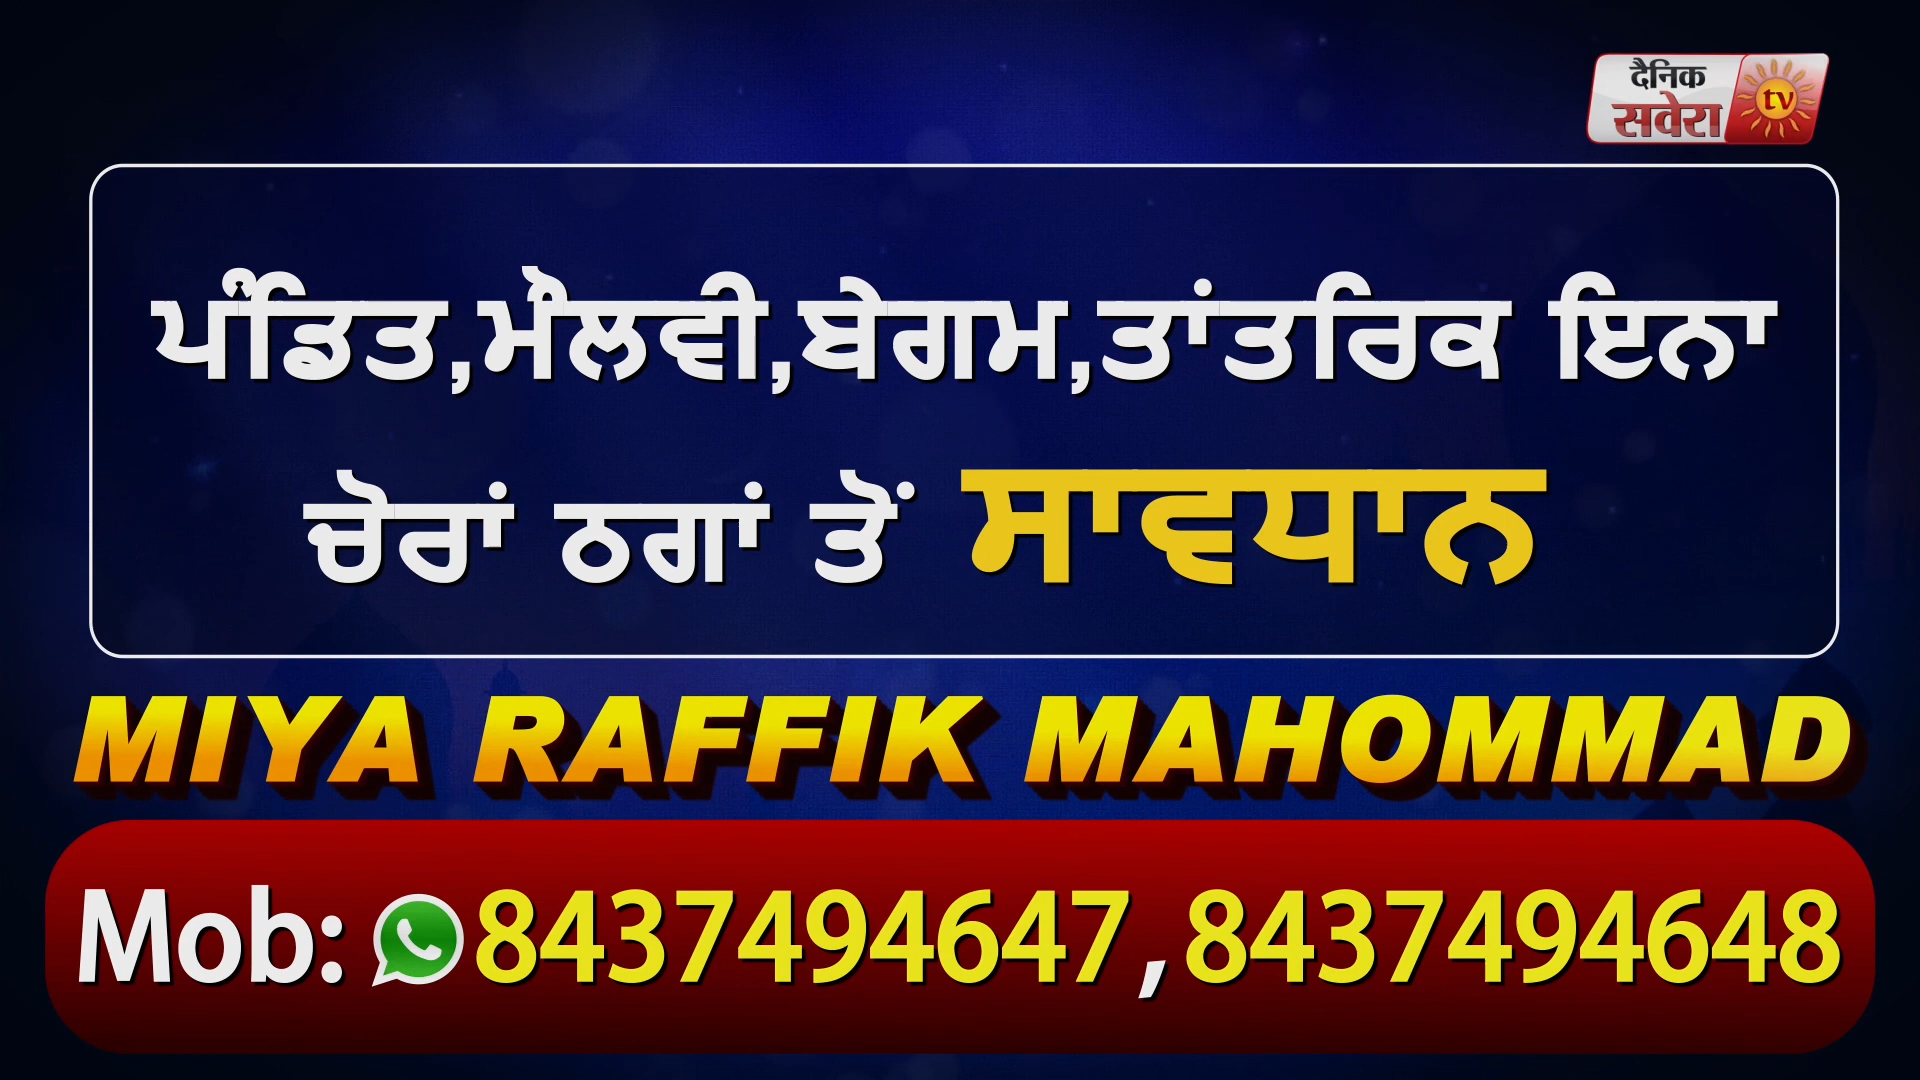 दैनिक
सवेरा tv
ਪੰਡਿਤ,ਮੌਲਵੀ,ਬੇਗਮ,ਤਾਂਤਰਿਕ ਇਨਾ
ਚੋਰਾਂ ਠਗਾਂ ਤੋਂ ਸਾਵਧਾਨ
MIYA RAFFIK MAHOMMAD
Mob: 8437494647, 8437494648